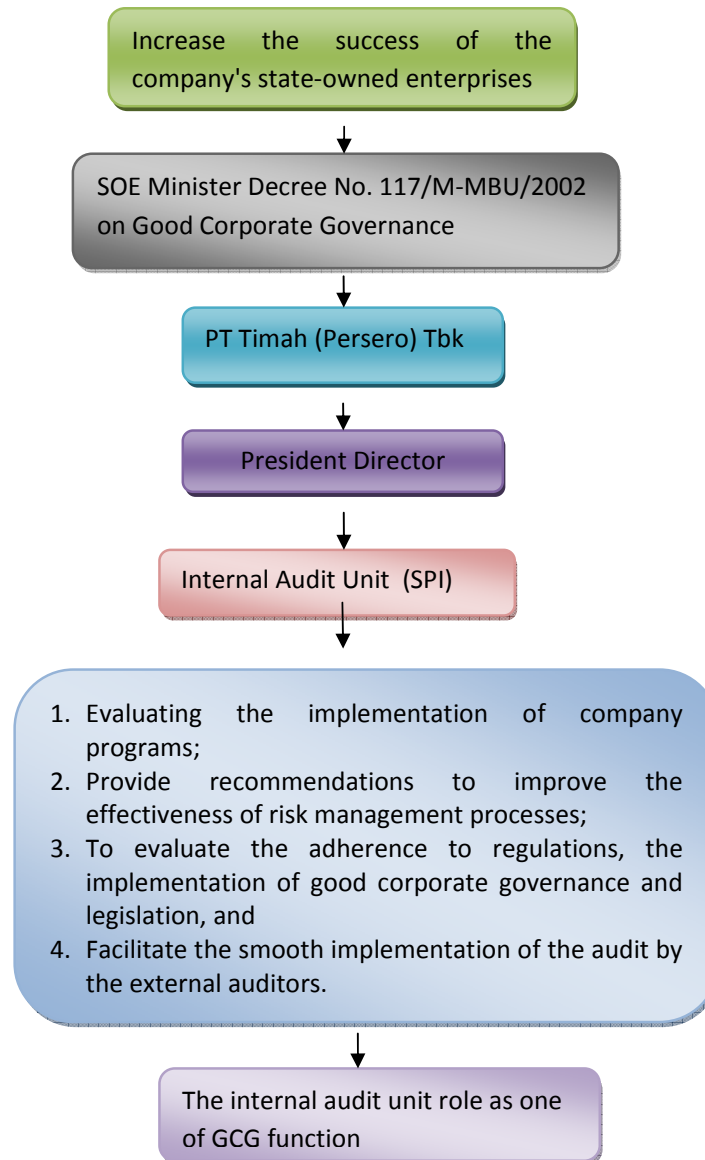 Increase the success of the
company's state-owned enterprises
SOE Minister Decree No. 117/M-MBU/2002
on Good Corporate Governance
PT Timah (Persero) Tbk
President Director
Internal Audit Unit (SPI)
1. Evaluating the implementation of company
programs;
2. Provide recommendations to improve the
effectiveness of risk management processes;
3. To evaluate the adherence to regulations, the
implementation of good corporate governance and
legislation, and
4. Facilitate the smooth implementation of the audit by
the external auditors.
The internal audit unit role as one
of GCG function